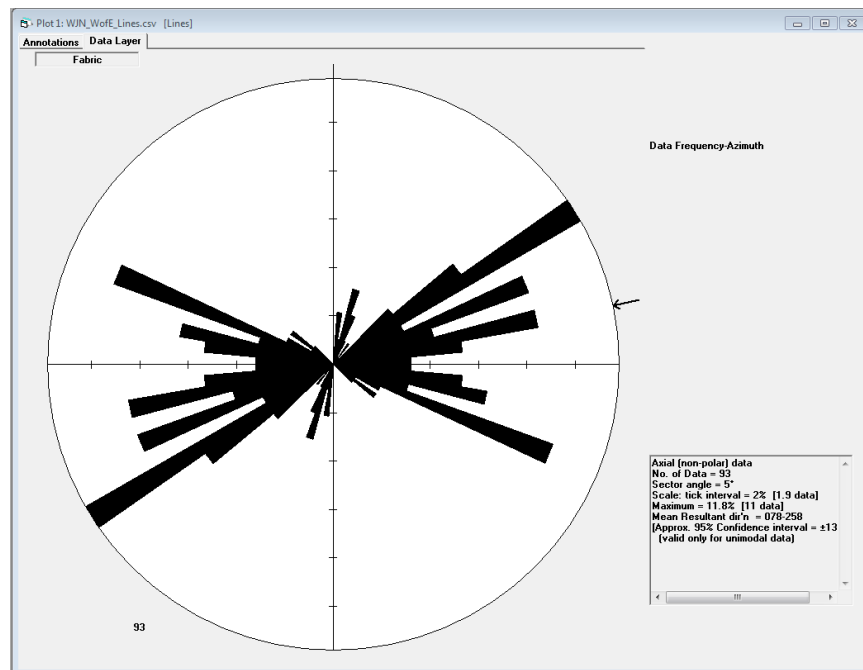 Plot 1: WJN_WofE_Lines.csv  [Lines]
Annotations Data Layer
Fabric
Data Frequency-Azimuth
Axial (non-polar) data
No. of Data = 93
Sector angle = 5°
Scale: tick interval = 2%  [1.9 data]
Maximum = 11.8%  [11 data]
Mean Resultant dir'n  = 078-258
[Approx. 95% Confidence interval = ±13
(valid only for unimodal data)
93